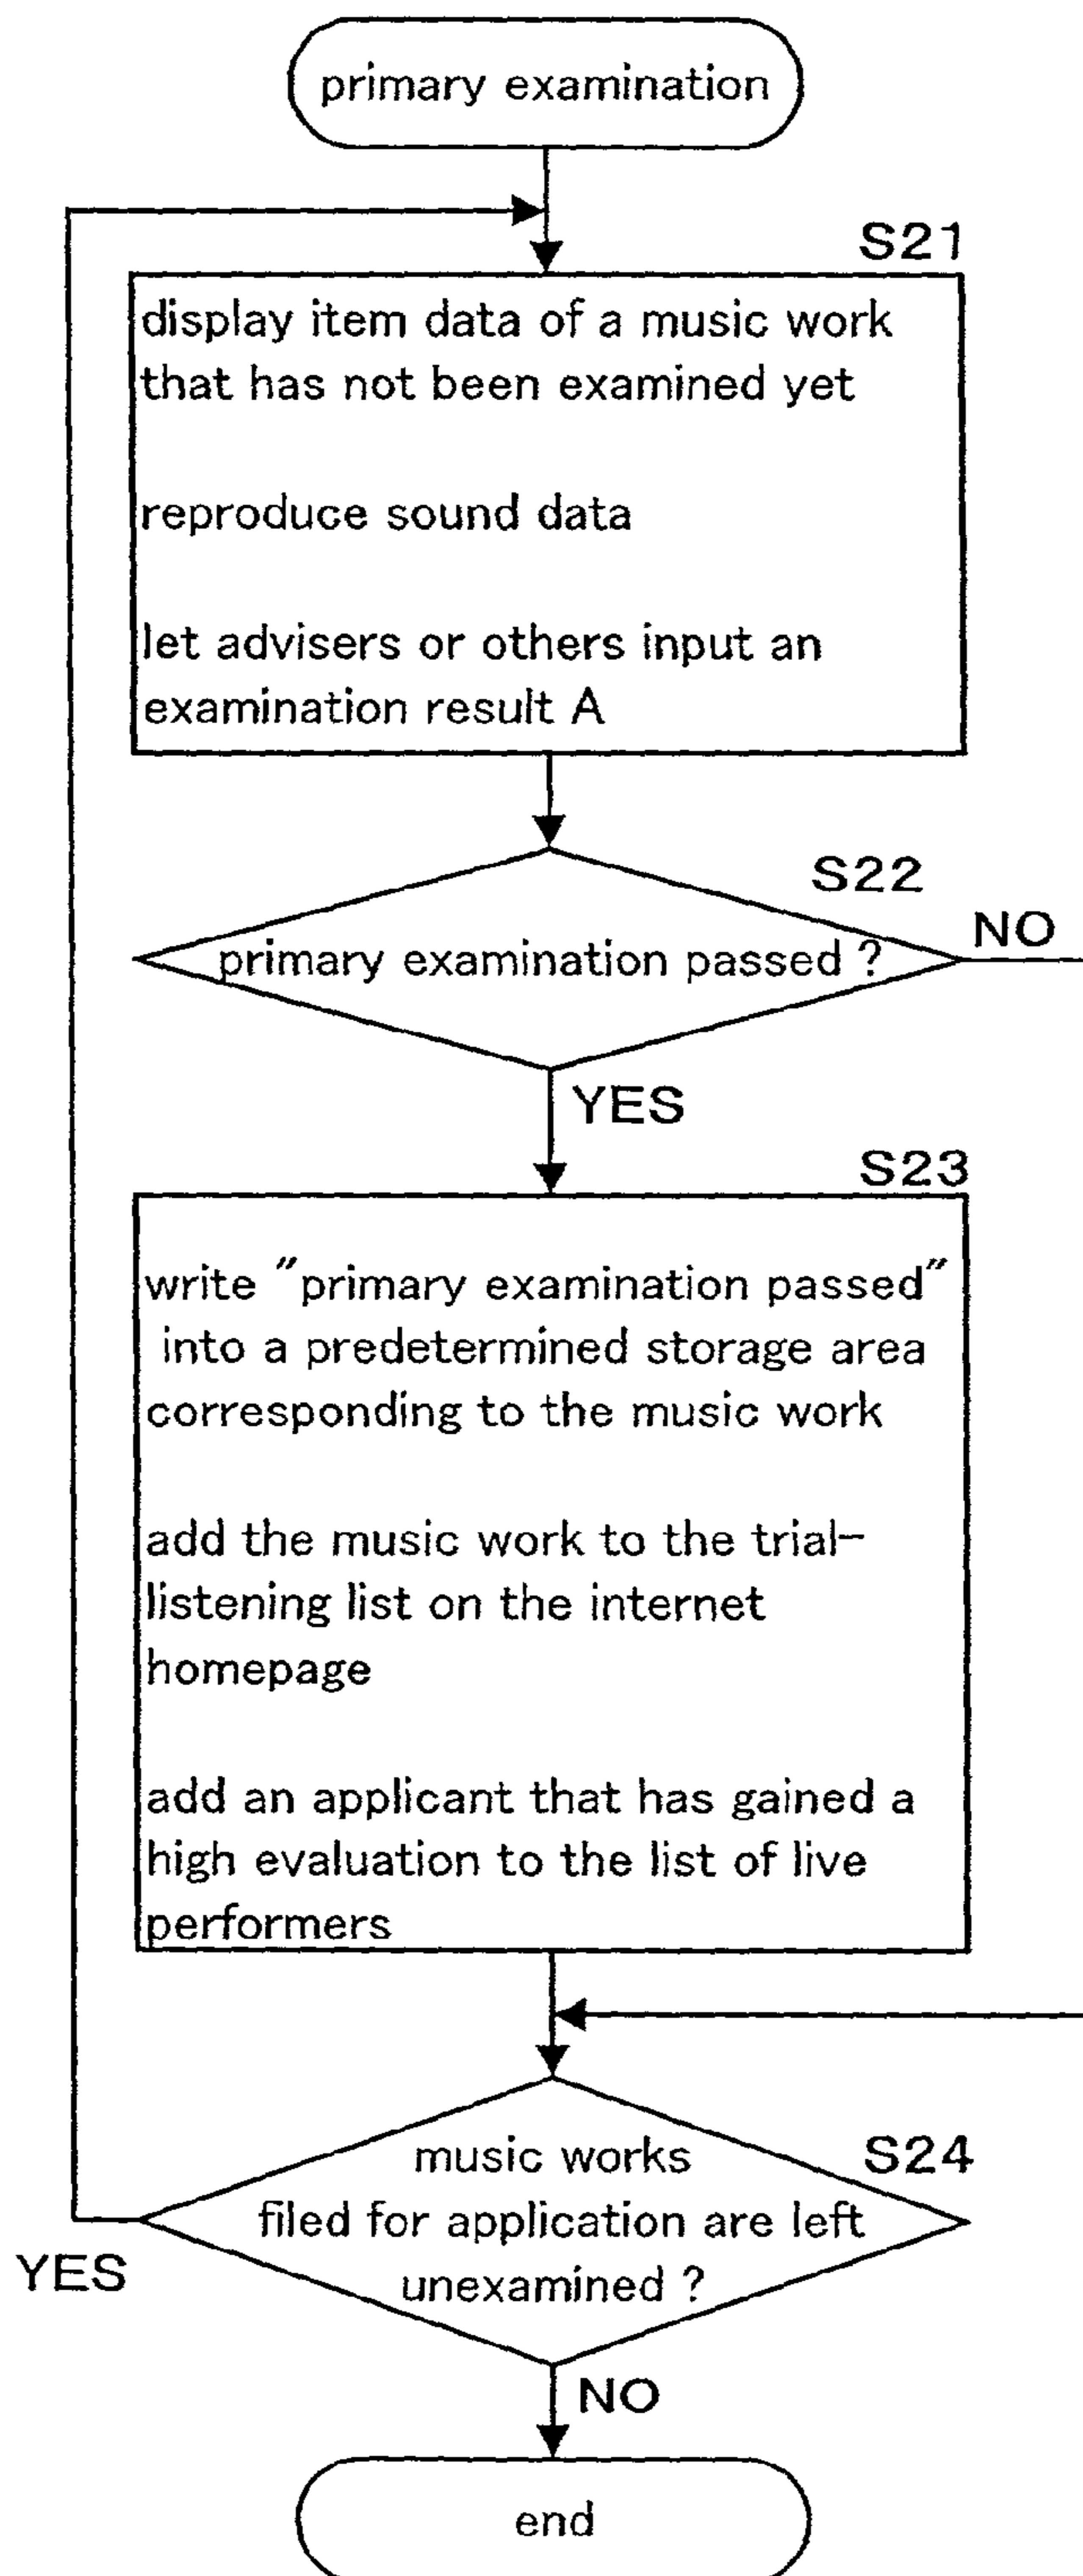 primary examination
S21
display item data of a music work
that has not been examined yet
reproduce sound data
let advisers or others input an
examination result A
S22
primary examination passed ?
NO
YES
S23
write "primary examination passed"
into a predetermined storage area
corresponding to the music work
add the music work to the trial-
listening list on the internet
homepage
add an applicant that has gained a
high evaluation to the list of live
performers
S24
music works
filed for application are left
unexamined ?
YES
NO
end